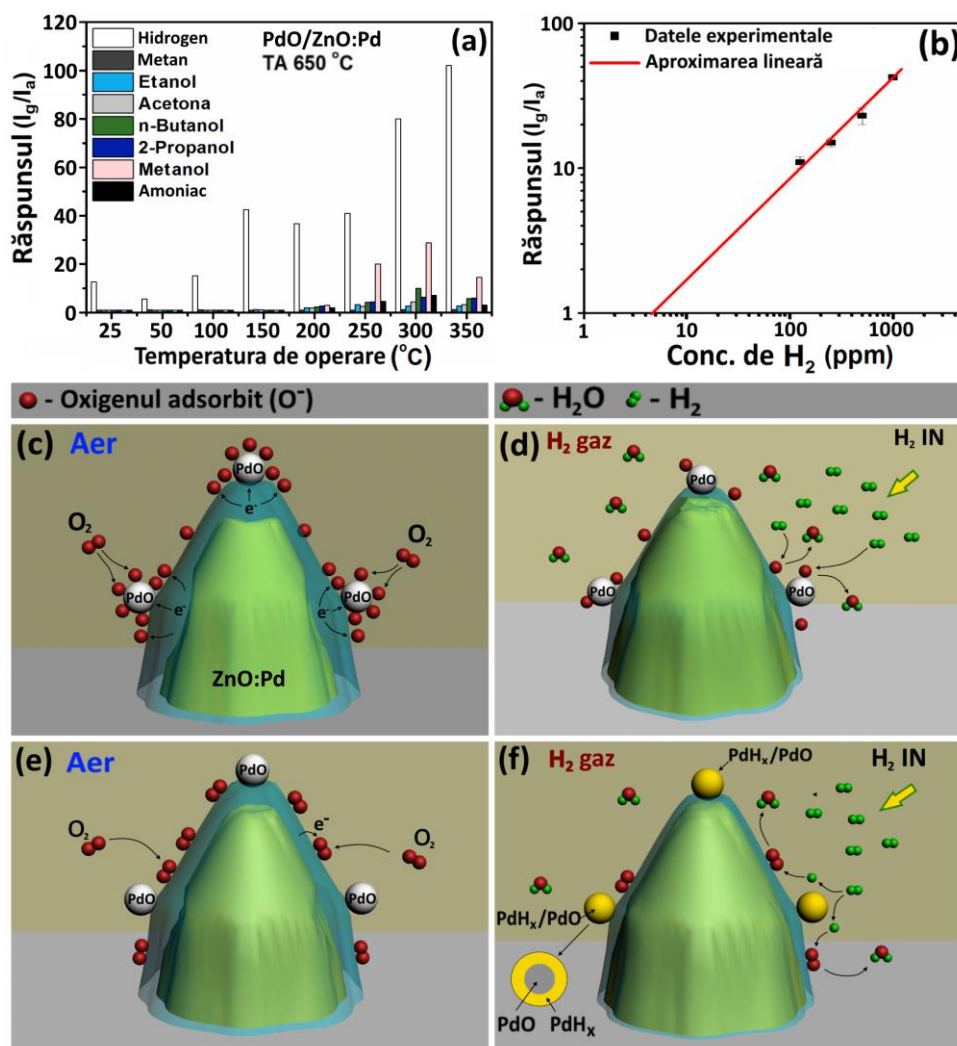 (a)
PdO/ZnO:Pd
TA 650 °C
Hidrogen
Metan
Etanol
Acetona
n-Butanol
2-Propanol
Metanol
Amoniac
Răspunsul (Ig/Ia)
120
100
80
60
40
20
0
25 50 100 150 200 250 300 350
Temperatura de operare (°C)
(b)
Datele experimentale
Aproximarea lineară
Răspunsul (Ig/Ia)
100
10
1
1 10 100 1000
Conc. de H2 (ppm)
- Oxigenul adsorbit (O⁻)
- H2O - H2
(c) Aer
PdO
e⁻
O2
O2
PdO
PdO
e⁻
e⁻
ZnO:Pd
(d) H2 gaz
H2 IN
PdO
PdO
PdO
(e) Aer
PdO
O2
e⁻
O2
PdO
PdO
(f) H2 gaz
PdHx/PdO
H2 IN
PdHx/PdO
PdO PdHx